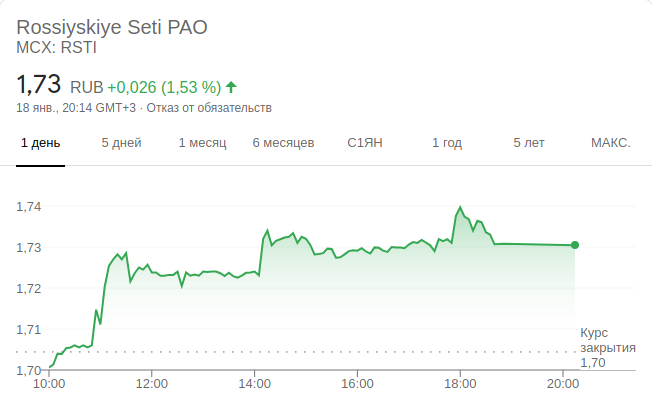 Rossiyskiye Seti PAO
MCX: RSTI
1,73 RUB +0,026 (1,53 %)
18 янв., 20:14 GMT+3 · Отказ от обязательств
1 день 5 дней 1 месяц 6 месяцев С1ЯН 1 год 5 лет МАКС.
1,74
1,73
1,72
1,71
1,70
Курс
закрытия
1,70
10:00 12:00 14:00 16:00 18:00 20:00